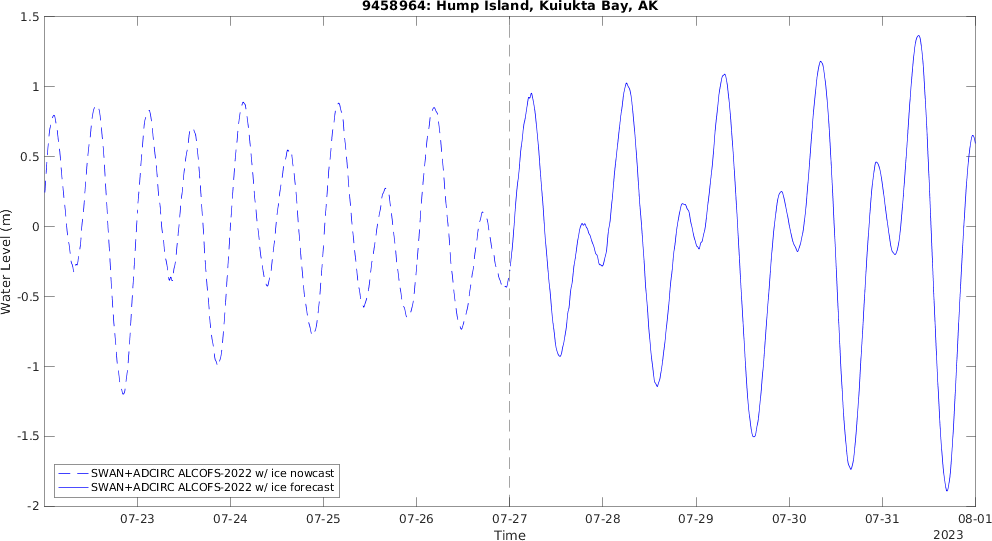 9458964: Hump Island, Kuiukta Bay, AK
1.5
1
0.5
0
-0.5
-1
-1.5
-2
Water Level (m)
SWAN+ADCIRC ALCOFS-2022 w/ ice nowcast
SWAN+ADCIRC ALCOFS-2022 w/ ice forecast
07-23 07-24 07-25 07-26 07-27 07-28 07-29 07-30 07-31 08-01
Time
2023